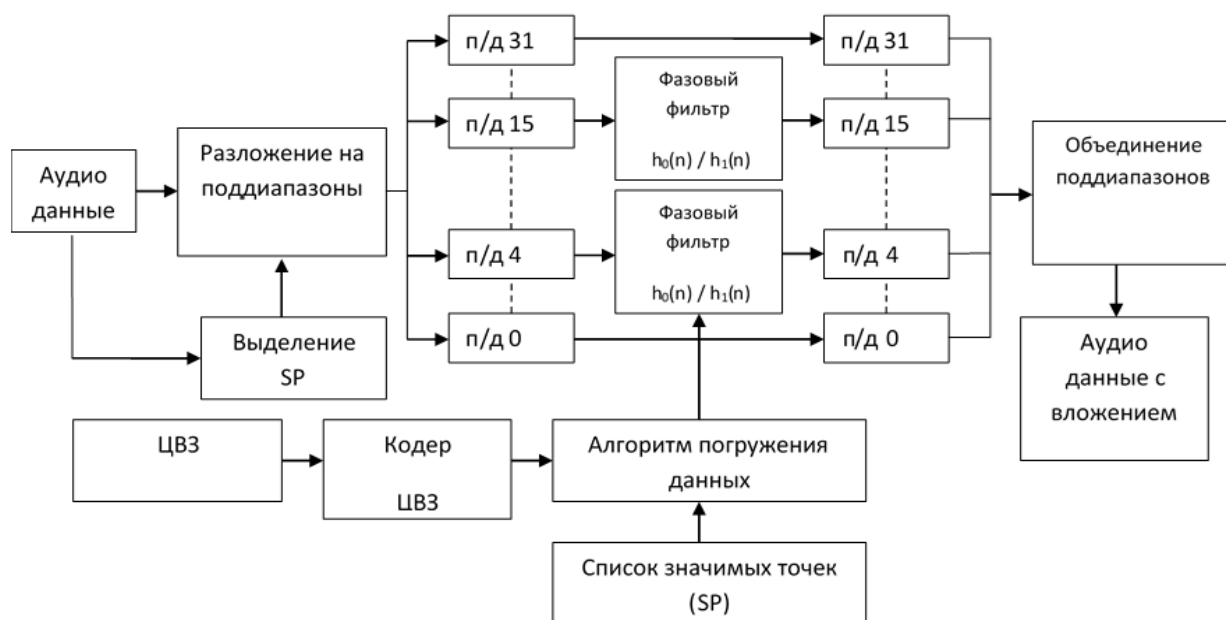 п/д 31
п/д 31
Фазовый
фильтр
h₀(n) / h₁(n)
п/д 15
п/д 15
Аудио
данные
Разложение на
поддиапазоны
Объединение
поддиапазонов
Фазовый
фильтр
h₀(n) / h₁(n)
п/д 4
п/д 4
Выделение
SP
п/д 0
п/д 0
Аудио
данные с
вложением
ЦВЗ
Кодер
ЦВЗ
Алгоритм погружения
данных
Список значимых точек
(SP)